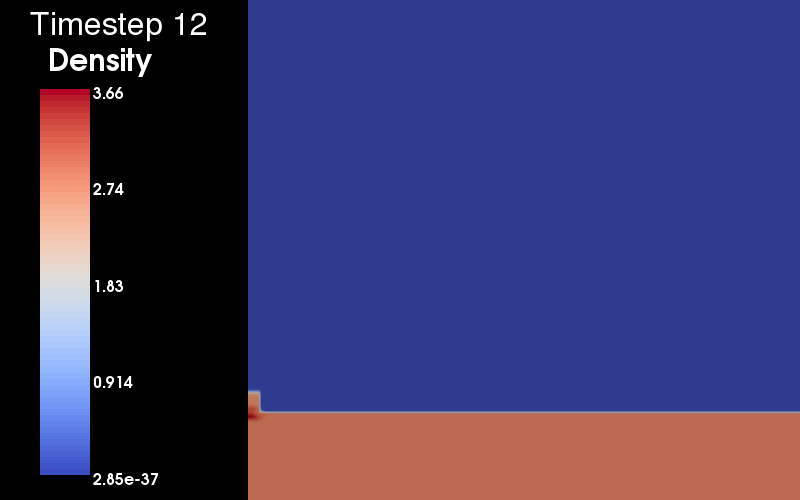 Timestep 12
Density
3.66
2.74
1.83
0.914
2.85e-37